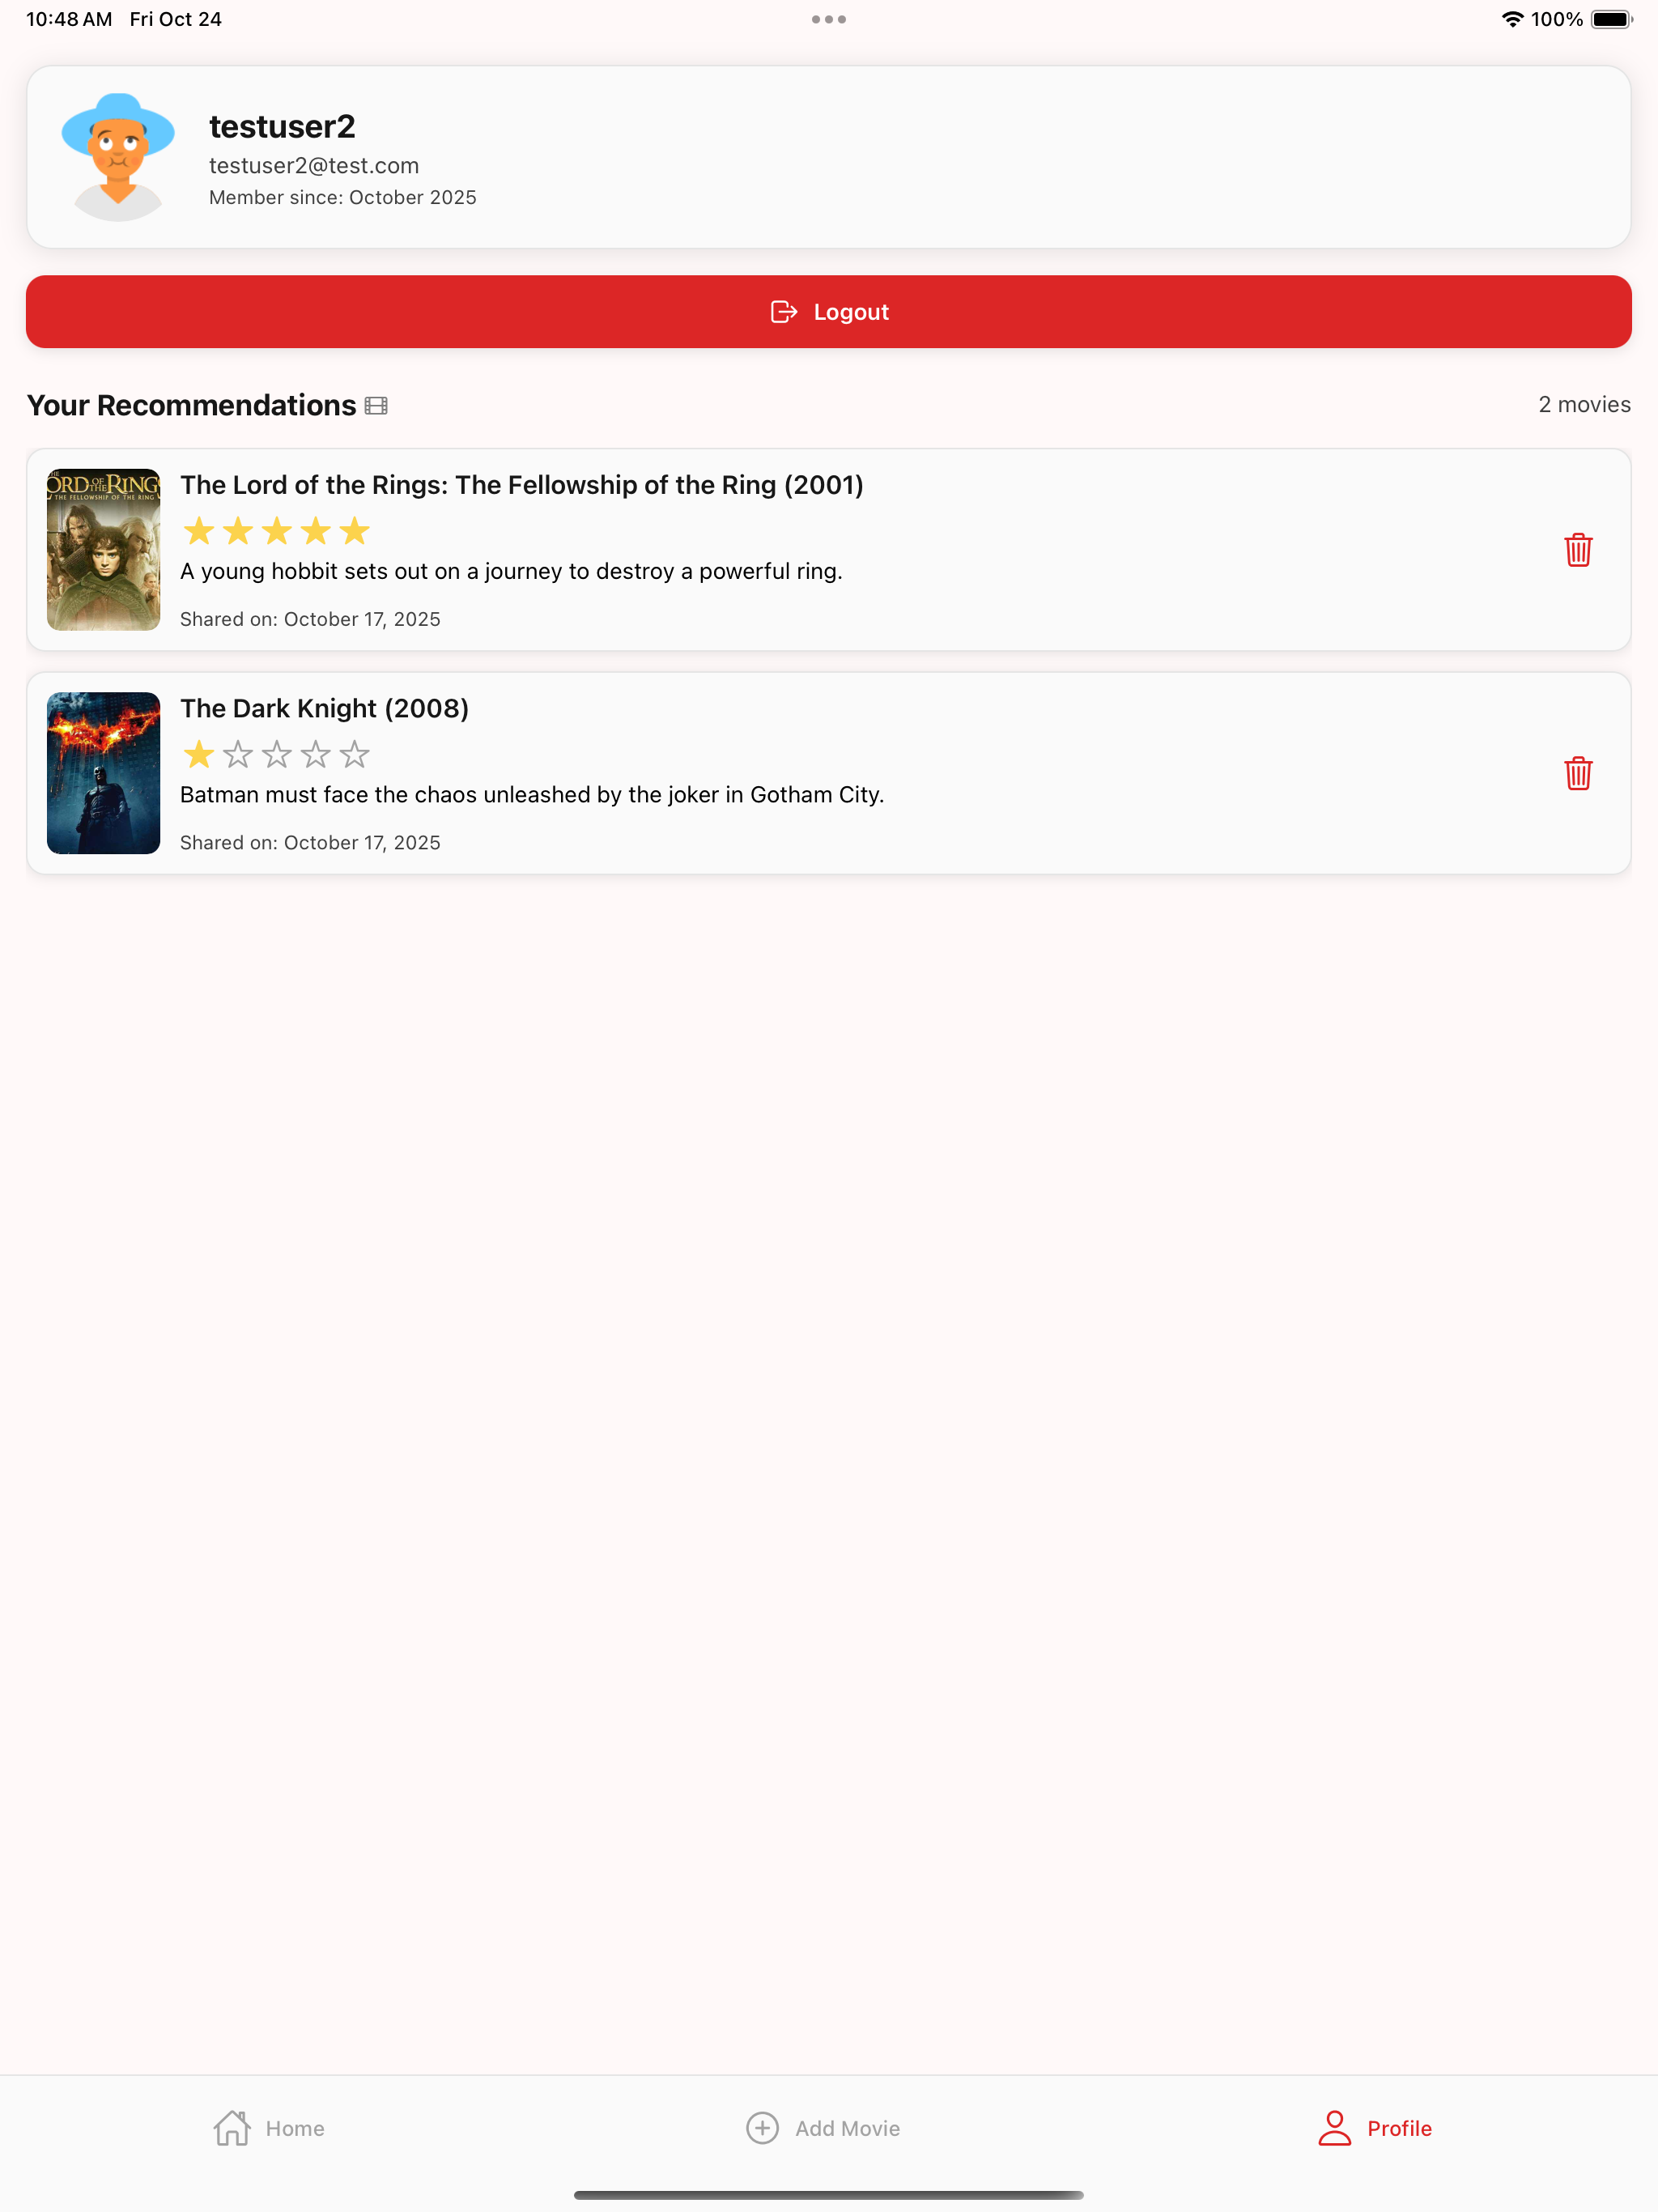 10:48 AM Fri Oct 24
100%
testuser2
testuser2@test.com
Member since: October 2025
Logout
Your Recommendations
2 movies
THE
LORD OF THE RINGS
THE FELLOWSHIP OF THE RING
The Lord of the Rings: The Fellowship of the Ring (2001)
A young hobbit sets out on a journey to destroy a powerful ring.
Shared on: October 17, 2025
The Dark Knight (2008)
Batman must face the chaos unleashed by the joker in Gotham City.
Shared on: October 17, 2025
Home
Add Movie
Profile